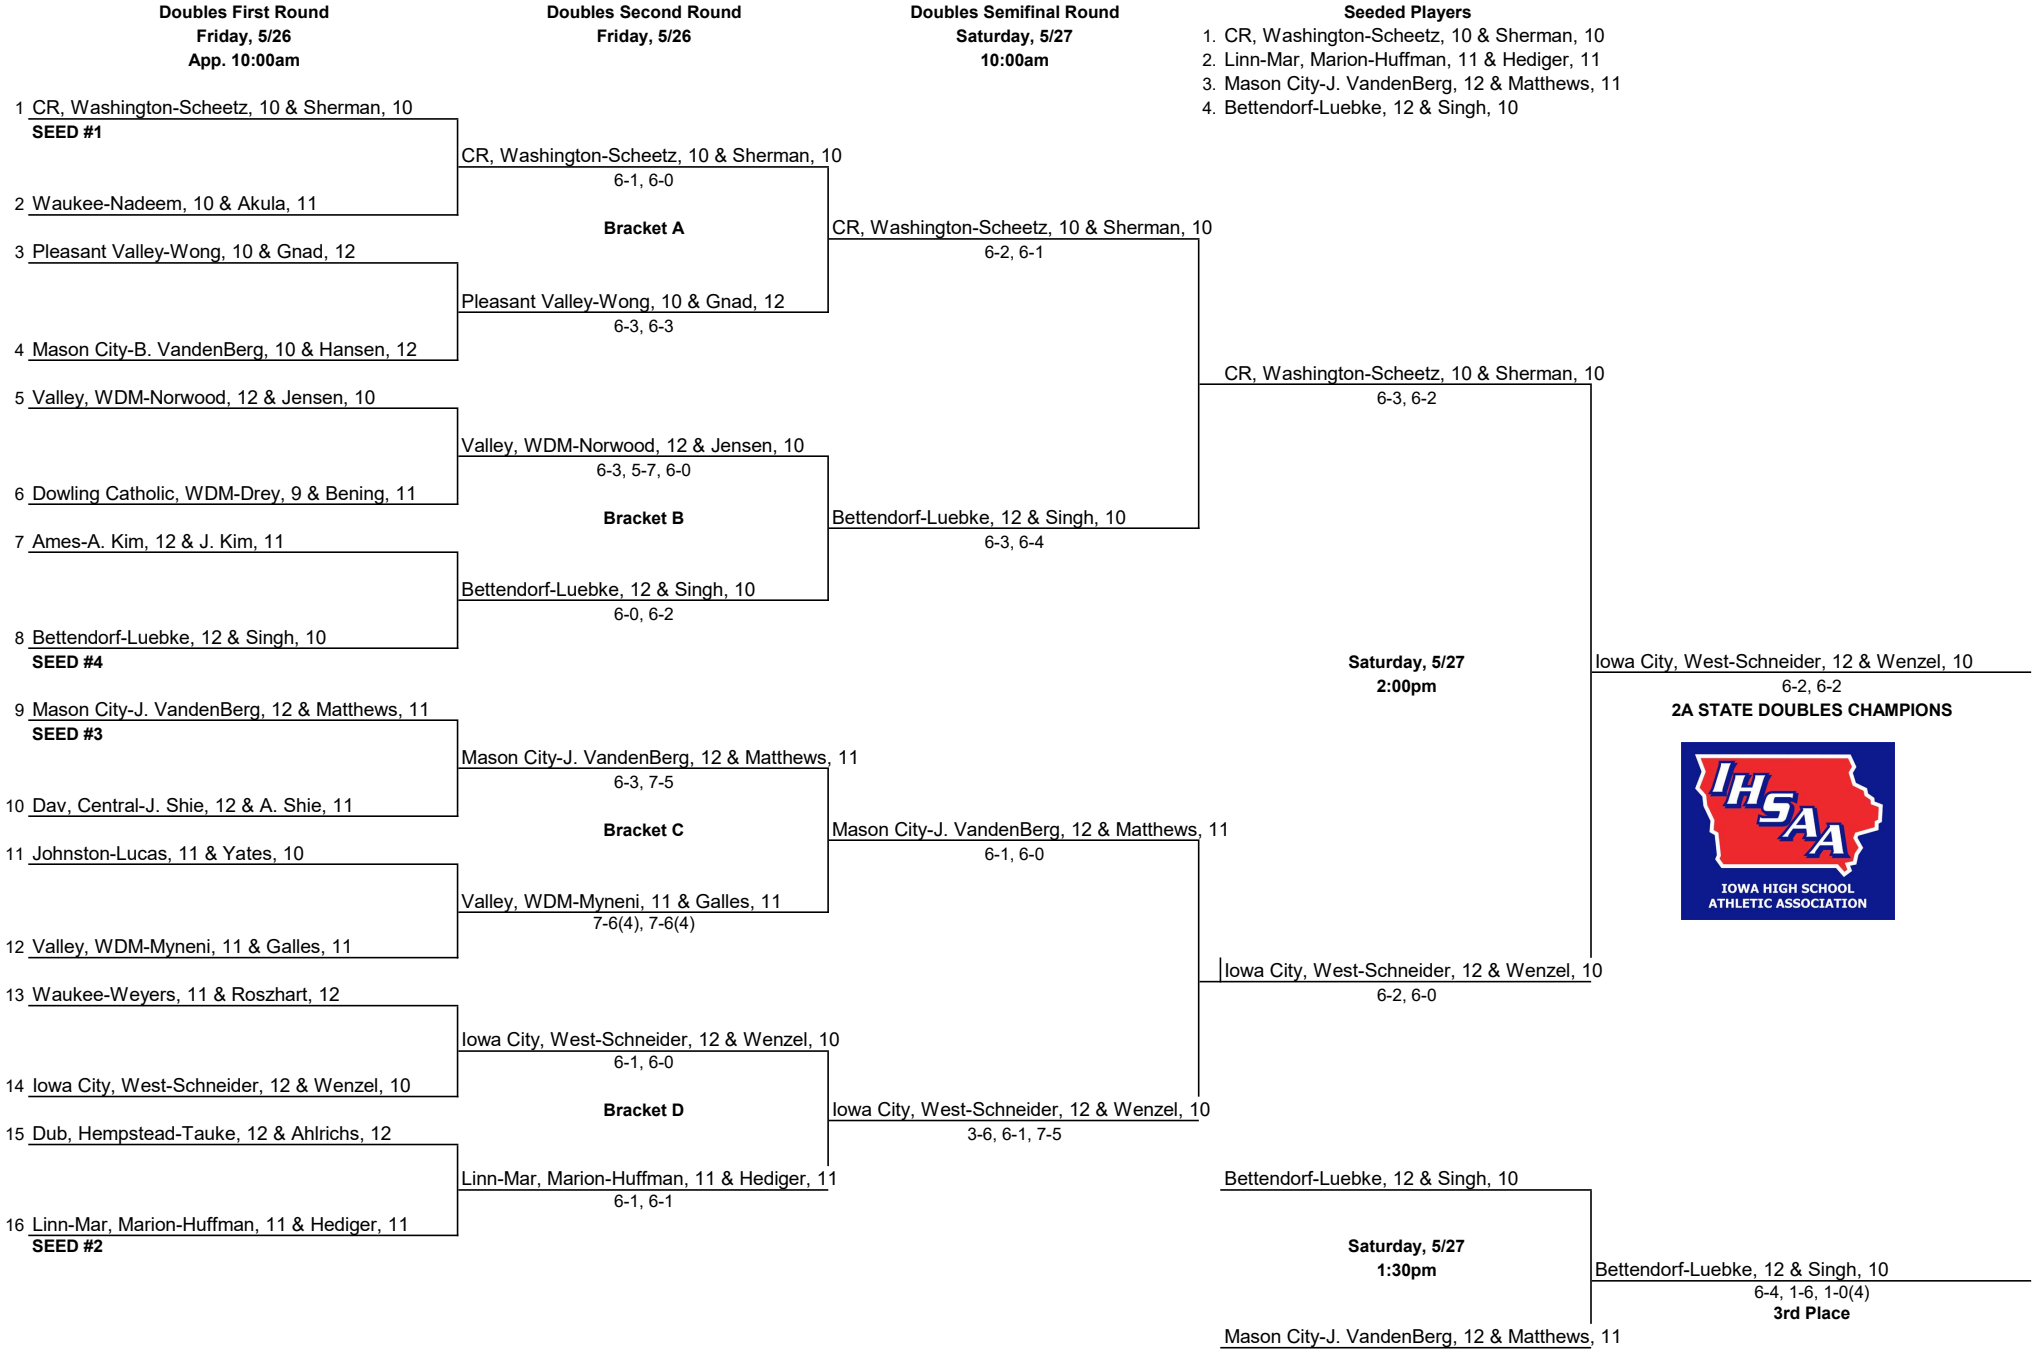 Doubles First Round
Friday, 5/26
App. 10:00am
Doubles Second Round
Friday, 5/26
Doubles Semifinal Round
Saturday, 5/27
10:00am
Seeded Players
1. CR, Washington-Scheetz, 10 & Sherman, 10
2. Linn-Mar, Marion-Huffman, 11 & Hediger, 11
3. Mason City-J. VandenBerg, 12 & Matthews, 11
4. Bettendorf-Luebke, 12 & Singh, 10
1 CR, Washington-Scheetz, 10 & Sherman, 10
SEED #1
2 Waukee-Nadeem, 10 & Akula, 11
3 Pleasant Valley-Wong, 10 & Gnad, 12
4 Mason City-B. VandenBerg, 10 & Hansen, 12
5 Valley, WDM-Norwood, 12 & Jensen, 10
6 Dowling Catholic, WDM-Drey, 9 & Bening, 11
7 Ames-A. Kim, 12 & J. Kim, 11
8 Bettendorf-Luebke, 12 & Singh, 10
SEED #4
9 Mason City-J. VandenBerg, 12 & Matthews, 11
SEED #3
10 Dav, Central-J. Shie, 12 & A. Shie, 11
11 Johnston-Lucas, 11 & Yates, 10
12 Valley, WDM-Myneni, 11 & Galles, 11
13 Waukee-Weyers, 11 & Roszhart, 12
14 Iowa City, West-Schneider, 12 & Wenzel, 10
15 Dub, Hempstead-Tauke, 12 & Ahlrichs, 12
16 Linn-Mar, Marion-Huffman, 11 & Hediger, 11
SEED #2
CR, Washington-Scheetz, 10 & Sherman, 10
6-1, 6-0
Bracket A
Pleasant Valley-Wong, 10 & Gnad, 12
6-3, 6-3
Valley, WDM-Norwood, 12 & Jensen, 10
6-3, 5-7, 6-0
Bracket B
Bettendorf-Luebke, 12 & Singh, 10
6-0, 6-2
Mason City-J. VandenBerg, 12 & Matthews, 11
6-3, 7-5
Bracket C
Valley, WDM-Myneni, 11 & Galles, 11
7-6(4), 7-6(4)
Iowa City, West-Schneider, 12 & Wenzel, 10
6-1, 6-0
Bracket D
Linn-Mar, Marion-Huffman, 11 & Hediger, 11
6-1, 6-1
CR, Washington-Scheetz, 10 & Sherman, 10
6-2, 6-1
Bettendorf-Luebke, 12 & Singh, 10
6-3, 6-4
Mason City-J. VandenBerg, 12 & Matthews, 11
6-1, 6-0
Iowa City, West-Schneider, 12 & Wenzel, 10
3-6, 6-1, 7-5
CR, Washington-Scheetz, 10 & Sherman, 10
6-3, 6-2
Saturday, 5/27
2:00pm
Iowa City, West-Schneider, 12 & Wenzel, 10
6-2, 6-0
Iowa City, West-Schneider, 12 & Wenzel, 10
6-2, 6-2
2A STATE DOUBLES CHAMPIONS
IHSAA
IOWA HIGH SCHOOL
ATHLETIC ASSOCIATION
Bettendorf-Luebke, 12 & Singh, 10
Saturday, 5/27
1:30pm
Mason City-J. VandenBerg, 12 & Matthews, 11
Bettendorf-Luebke, 12 & Singh, 10
6-4, 1-6, 1-0(4)
3rd Place